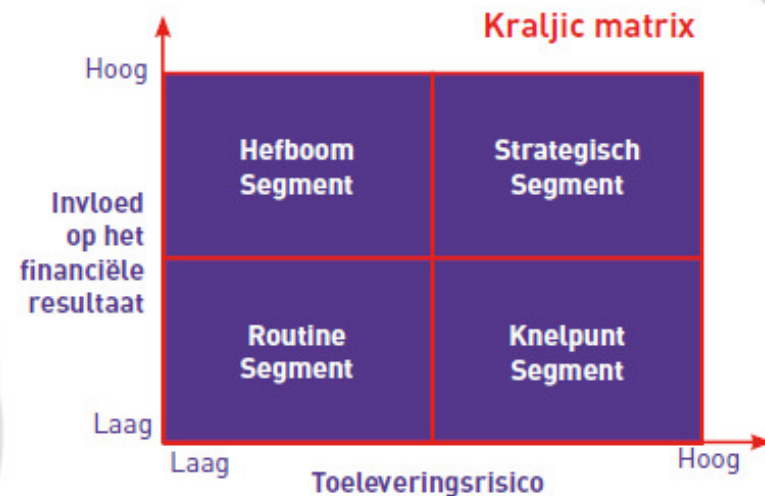 Kraljic matrix
Hoog
Hefboom
Segment
Strategisch
Segment
Invloed
op het
financiële
resultaat
Routine
Segment
Knelpunt
Segment
Laag
Laag
Toeleveringsrisico
Hoog